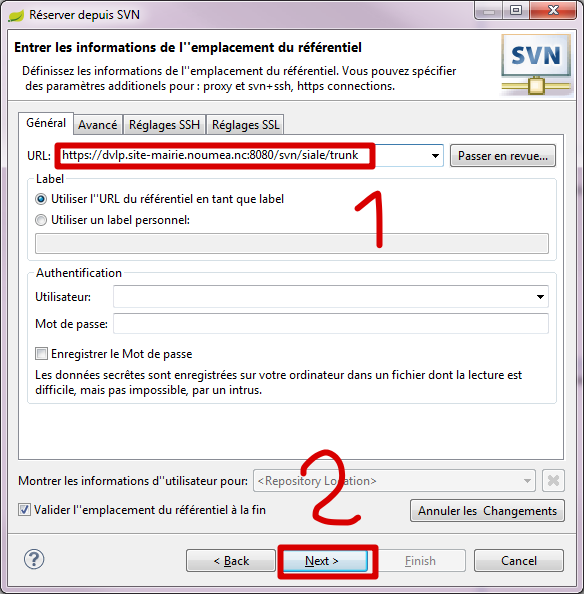 Réserver depuis SVN
Entrer les informations de l''emplacement du référentiel
Définissez les informations de l''emplacement du référentiel. Vous pouvez spécifier
des paramètres additionels pour : proxy et svn+ssh, https connections.
SVN
Général
Avancé
Réglages SSH
Réglages SSL
URL:
https://dvlp.site-mairie.noumea.nc:8080/svn/siale/trunk
Passer en revue...
Label
1
Utiliser l''URL du référentiel en tant que label
Utiliser un label personnel:
Authentification
Utilisateur:
Mot de passe:
Enregistrer le Mot de passe
Les données secrêtes sont enregistrées sur votre ordinateur dans un fichier dont la lecture est
difficile, mais pas impossible, par un intrus.
Montrer les informations d''utilisateur pour:
<Repository Location>
2
Valider l''emplacement du référentiel à la fin
Annuler les Changements
?
< Back
Next >
Finish
Cancel